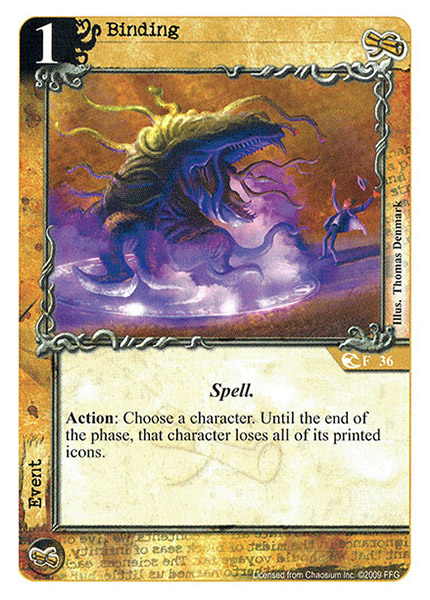 1
Binding
Illus. Thomas Denmark
F 36
Spell.
Action: Choose a character. Until the end of
the phase, that character loses all of its printed
icons.
Event
Licensed from Chaosium Inc. ©2009 FFG